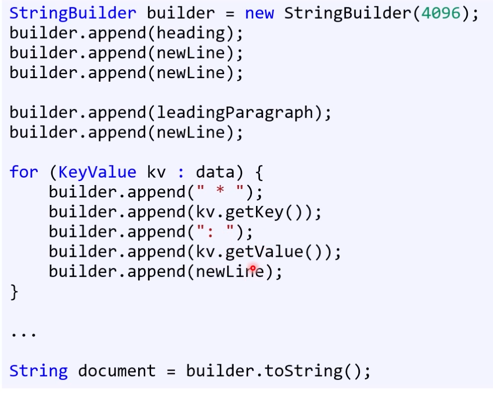 StringBuilder builder = new StringBuilder(4096);
builder.append(heading);
builder.append(newLine);
builder.append(newLine);

builder.append(leadingParagraph);
builder.append(newLine);

for (KeyValue kv : data) {
    builder.append(" * ");
    builder.append(kv.getKey());
    builder.append(": ");
    builder.append(kv.getValue());
    builder.append(newLine);
}

...

String document = builder.toString();